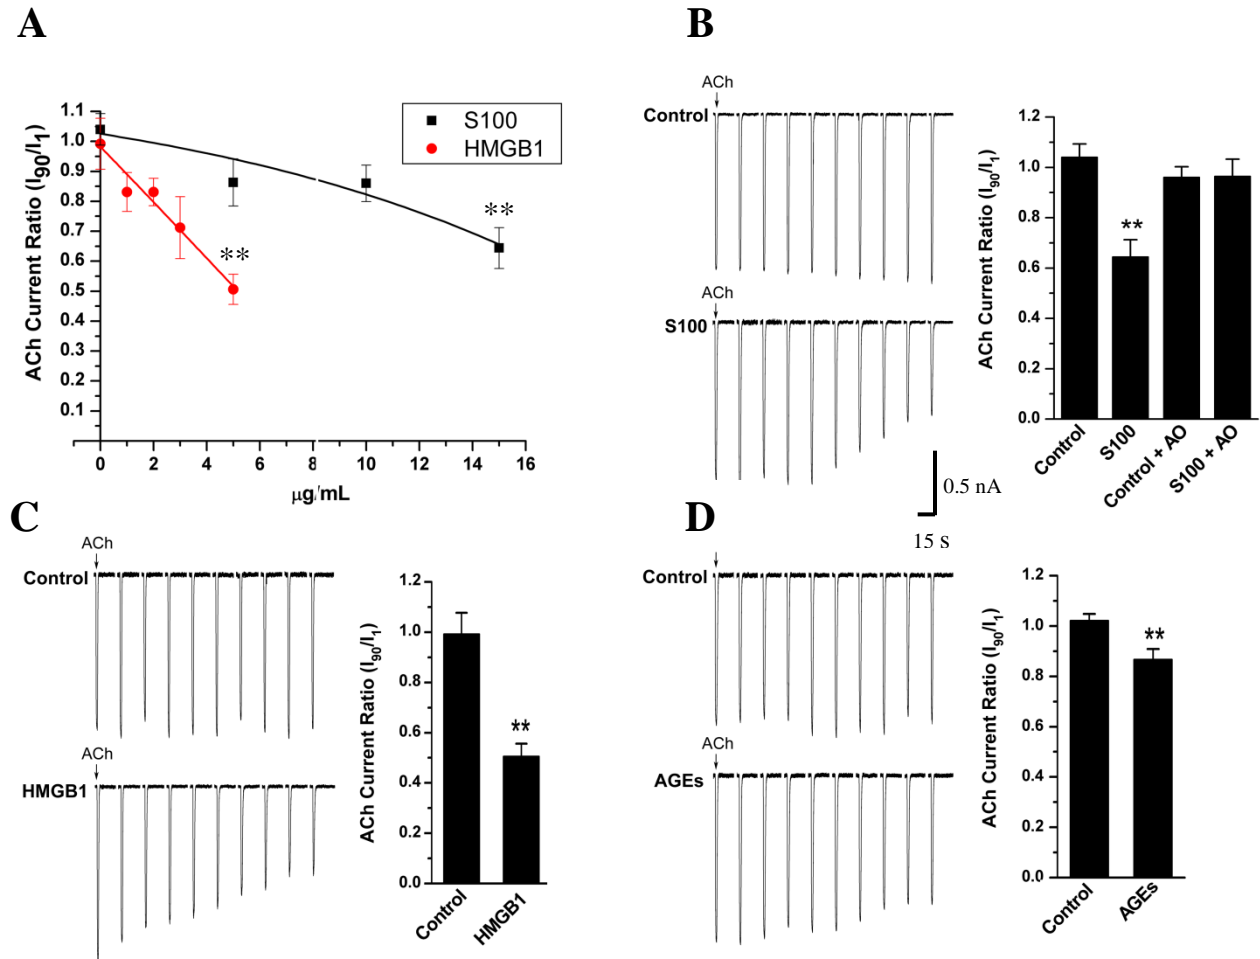 A
ACh Current Ratio (I90/I1)
1.1
1.0
0.9
0.8
0.7
0.6
0.5
0.4
0.3
0.2
0.1
S100
HMGB1
**
**
0 2 4 6 8 10 12 14 16
µg/mL
B
ACh
Control
ACh
S100
0.5 nA
15 s
ACh Current Ratio (I90/I1)
1.2
1.0
0.8
0.6
0.4
0.2
0.0
**
Control
S100
Control + AO
S100 + AO
C
ACh
Control
ACh
HMGB1
ACh Current Ratio (I90/I1)
1.2
1.0
0.8
0.6
0.4
0.2
0.0
**
Control
HMGB1
D
Control
ACh
AGEs
ACh Current Ratio (I90/I1)
1.2
1.0
0.8
0.6
0.4
0.2
0.0
**
Control
AGEs